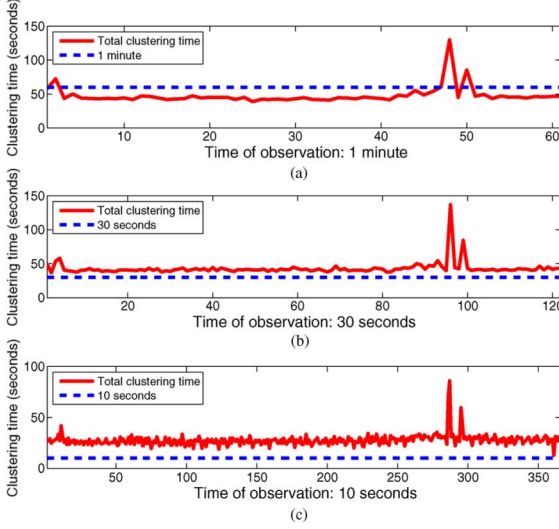 Clustering time (seconds)
150
100
50
0
Total clustering time
1 minute
10 20 30 40 50 60
Time of observation: 1 minute
(a)
Clustering time (seconds)
150
100
50
0
Total clustering time
30 seconds
20 40 60 80 100 120
Time of observation: 30 seconds
(b)
Clustering time (seconds)
100
50
0
Total clustering time
10 seconds
50 100 150 200 250 300 350
Time of observation: 10 seconds
(c)